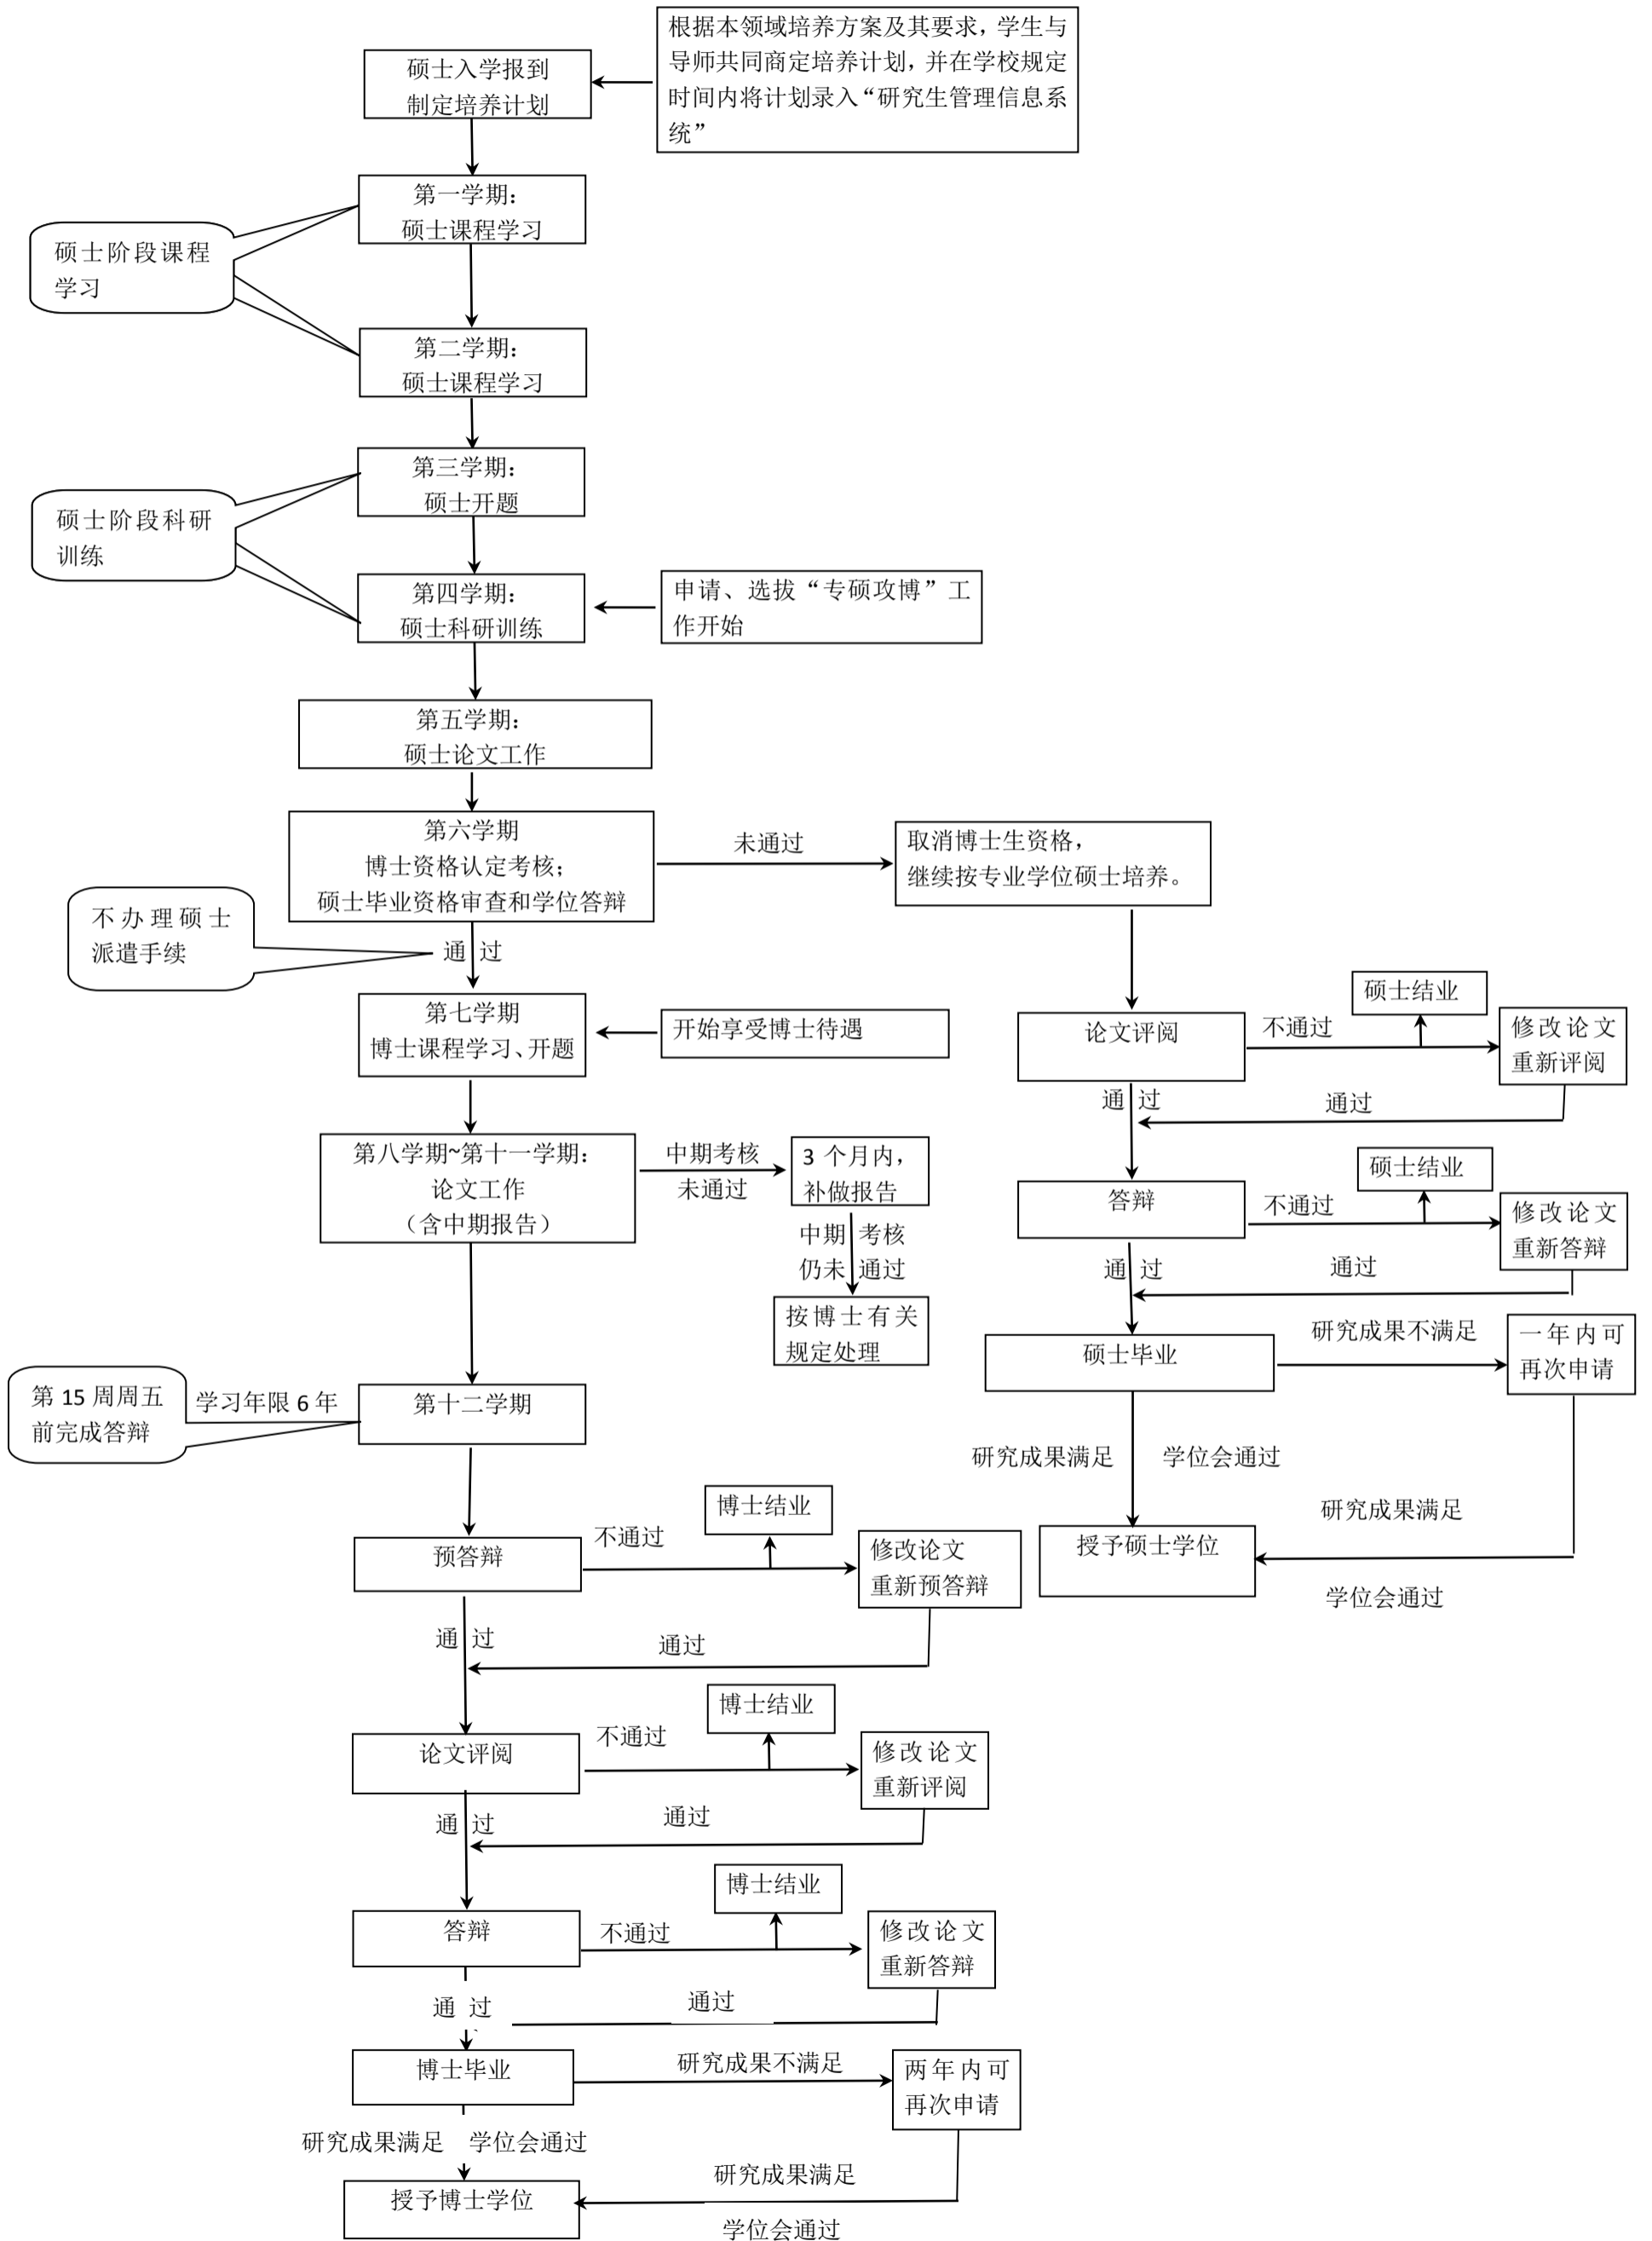 硕士入学报到
制定培养计划
根据本领域培养方案及其要求，学生与
导师共同商定培养计划，并在学校规定
时间内将计划录入“研究生管理信息系
统”
第一学期：
硕士课程学习
硕士阶段课程
学习
第二学期：
硕士课程学习
第三学期：
硕士开题
硕士阶段科研
训练
第四学期：
硕士科研训练
申请、选拔“专硕攻博”工
作开始
第五学期：
硕士论文工作
第六学期
博士资格认定考核；
硕士毕业资格审查和学位答辩
未通过
取消博士生资格，
继续按专业学位硕士培养。
不办理硕士
派遣手续
通 过
第七学期
博士课程学习、开题
开始享受博士待遇
论文评阅
不通过
硕士结业
修改论文
重新评阅
通 过
通过
第八学期~第十一学期：
论文工作
（含中期报告）
中期考核
未通过
3 个月内，
补做报告
中期 考核
仍未 通过
按博士有关
规定处理
答辩
不通过
硕士结业
修改论文
重新答辩
通 过
通过
硕士毕业
研究成果不满足
一年内可
再次申请
研究成果满足
学位会通过
研究成果满足
授予硕士学位
学位会通过
第 15 周周五
前完成答辩
学习年限 6 年
第十二学期
预答辩
不通过
博士结业
修改论文
重新预答辩
通 过
通过
论文评阅
不通过
博士结业
修改论文
重新评阅
通 过
通过
答辩
不通过
博士结业
修改论文
重新答辩
通 过
通过
博士毕业
研究成果不满足
两年内可
再次申请
研究成果满足
学位会通过
研究成果满足
授予博士学位
学位会通过